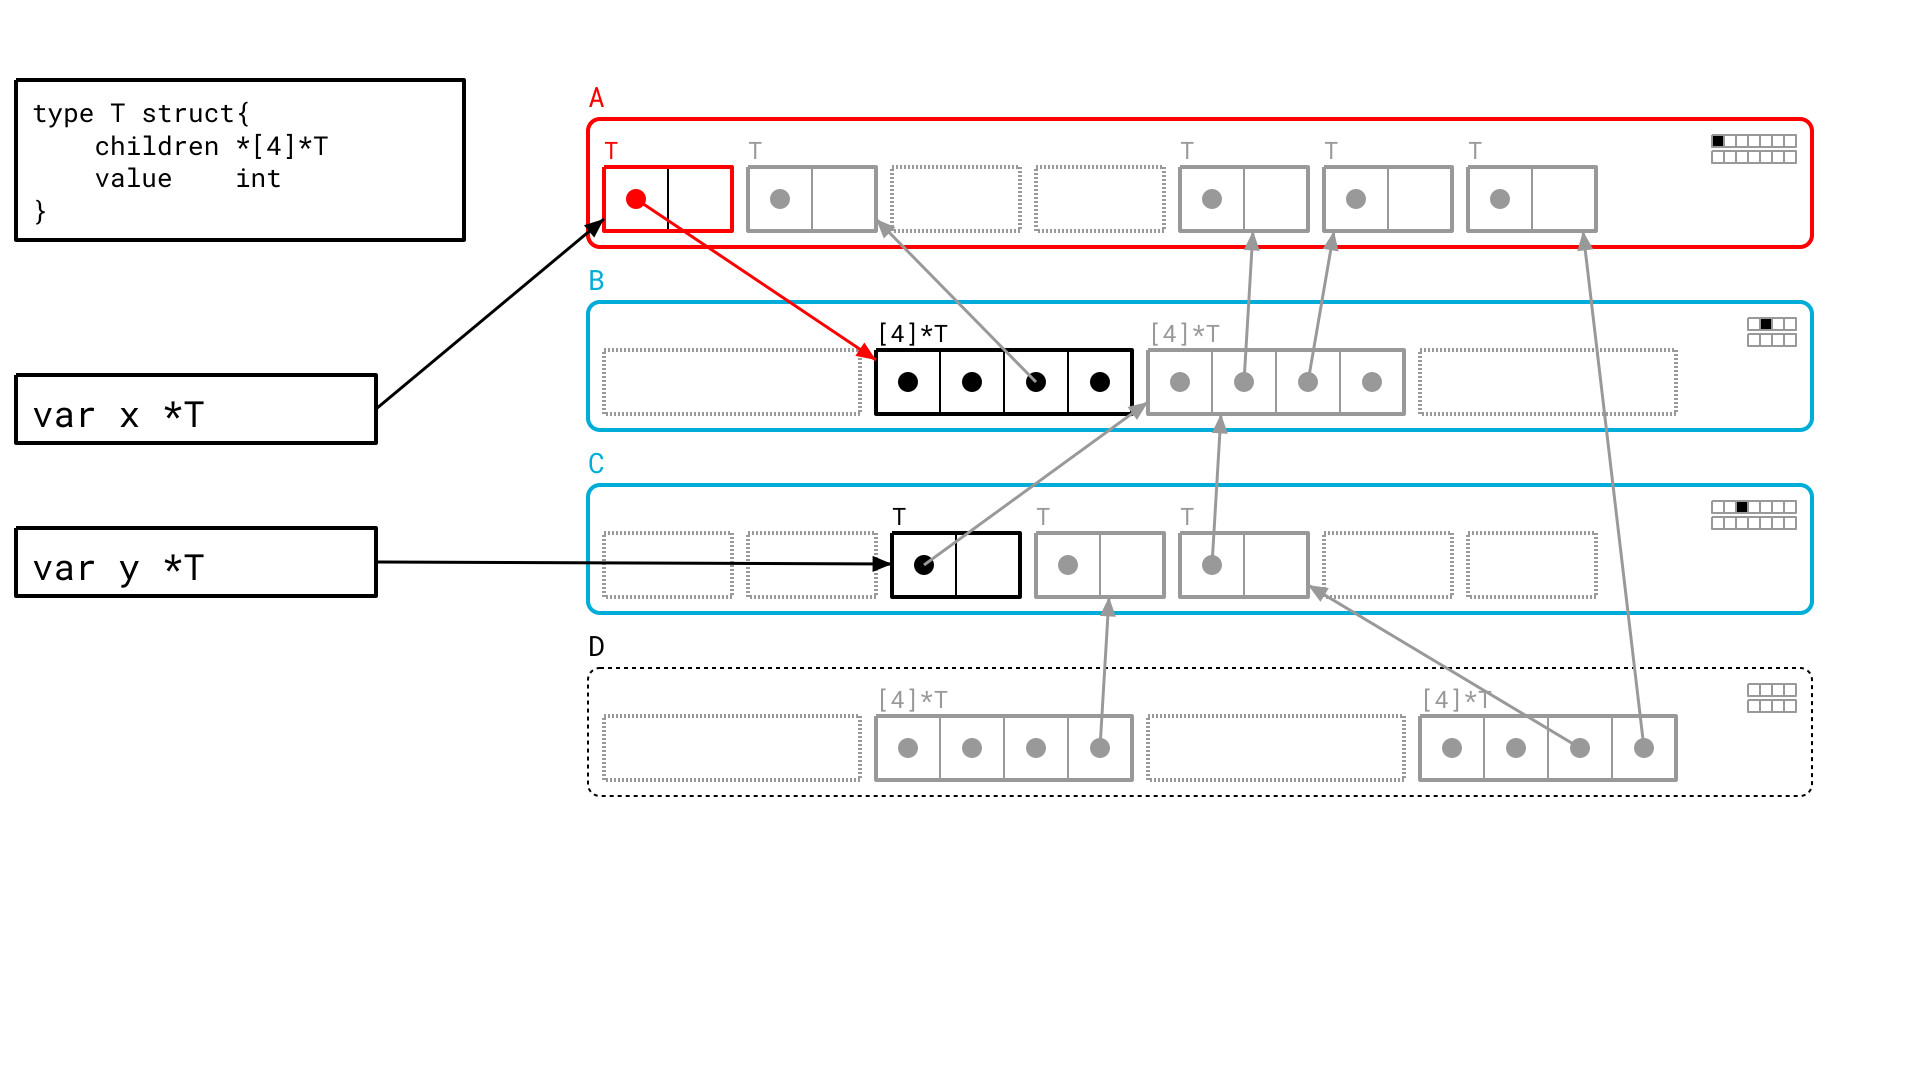 type T struct{
    children *[4]*T
    value    int
}
var x *T
var y *T
A
T T T T T
B
[4]*T [4]*T
C
T T T
D
[4]*T [4]*T